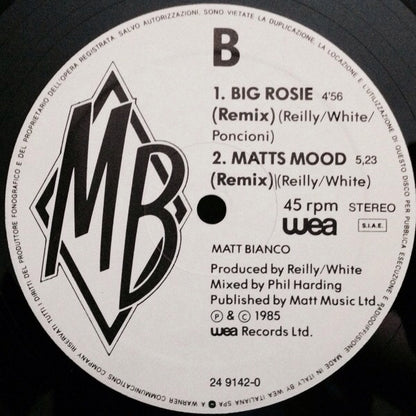 B
1. BIG ROSIE 4'56
(Remix) (Reilly/White/
Poncioni)
2. MATTS MOOD 5,23
(Remix) (Reilly/White)
45 rpm wea STEREO
S.I.A.E.
MB
MATT BIANCO
Produced by Reilly/White
Mixed by Phil Harding
Published by Matt Music Ltd.
℗ & © 1985
wea Records Ltd.
24 9142-0
TUTTI I DIRITTI DEL PRODUTTORE FONOGRAFICO E DEL PROPRIETARIO DELL'OPERA REGISTRATA RISERVATI. SALVO AUTORIZZAZIONI, SONO VIETATE LA DUPLICAZIONE, LA LOCAZIONE E L'UTILIZZAZIONE DI QUESTO DISCO PER PUBBLICA ESECUZIONE E RADIODIFFUSIONE. MADE IN ITALY BY WEA ITALIANA SPA - A WARNER COMMUNICATIONS COMPANY